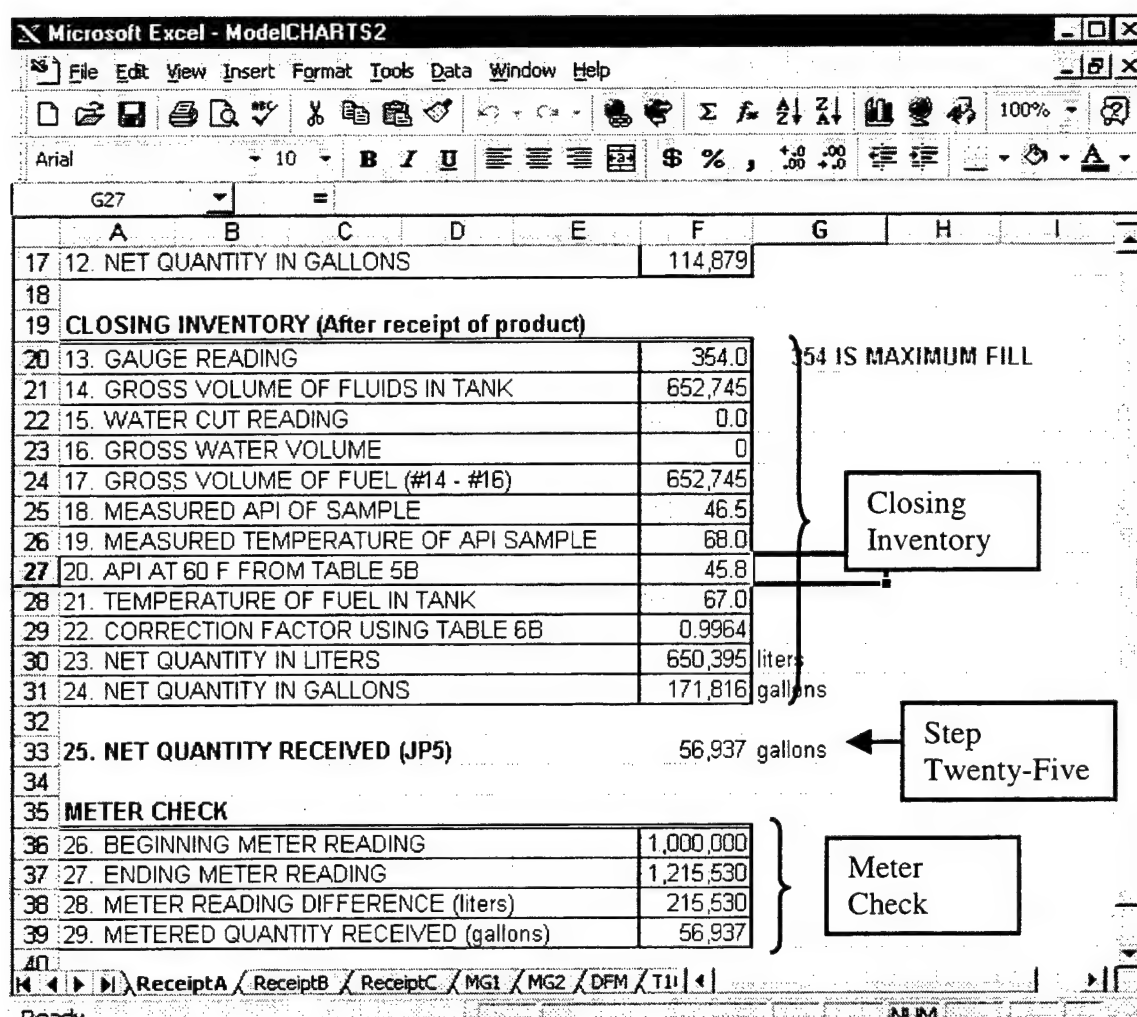 Microsoft Excel - ModelCHARTS2
File Edit View Insert Format Tools Data Window Help
100%
Arial 10 B I U $ % ,
G27 =
A B C D E F G H I
17 12. NET QUANTITY IN GALLONS 114,879
18
19 CLOSING INVENTORY (After receipt of product)
20 13. GAUGE READING 354.0 354 IS MAXIMUM FILL
21 14. GROSS VOLUME OF FLUIDS IN TANK 652,745
22 15. WATER CUT READING 0.0
23 16. GROSS WATER VOLUME 0
24 17. GROSS VOLUME OF FUEL (#14 - #16) 652,745
25 18. MEASURED API OF SAMPLE 46.5
26 19. MEASURED TEMPERATURE OF API SAMPLE 68.0
Closing
Inventory
27 20. API AT 60 F FROM TABLE 5B 45.8
28 21. TEMPERATURE OF FUEL IN TANK 67.0
29 22. CORRECTION FACTOR USING TABLE 6B 0.9964
30 23. NET QUANTITY IN LITERS 650,395 liters
31 24. NET QUANTITY IN GALLONS 171,816 gallons
32
33 25. NET QUANTITY RECEIVED (JP5) 56,937 gallons
Step
Twenty-Five
34
35 METER CHECK
36 26. BEGINNING METER READING 1,000,000
37 27. ENDING METER READING 1,215,530
38 28. METER READING DIFFERENCE (liters) 215,530
39 29. METERED QUANTITY RECEIVED (gallons) 56,937
Meter
Check
40
ReceiptA ReceiptB ReceiptC MG1 MG2 DFM
Ready NUM